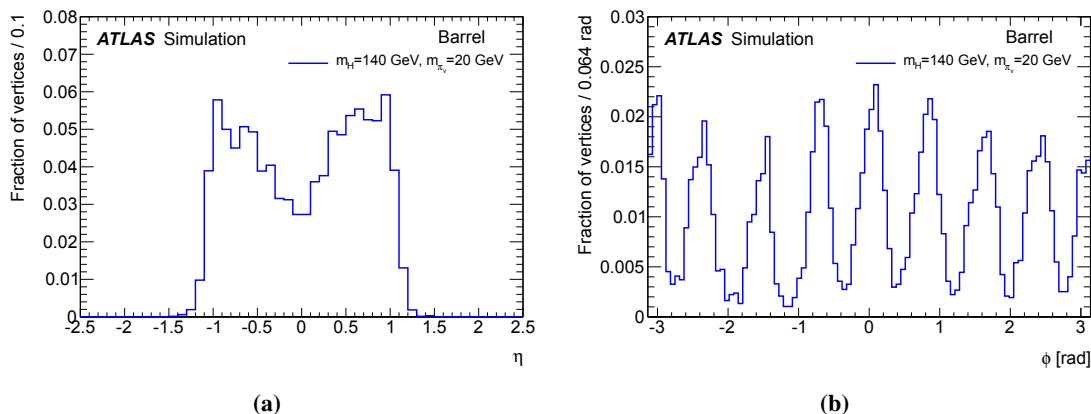 ATLAS Simulation
Barrel
m_H=140 GeV, m_πv=20 GeV
Fraction of vertices / 0.1
0.08
0.07
0.06
0.05
0.04
0.03
0.02
0.01
0
-2.5 -2 -1.5 -1 -0.5 0 0.5 1 1.5 2 2.5
η
(a)
ATLAS Simulation
Barrel
m_H=140 GeV, m_πv=20 GeV
Fraction of vertices / 0.064 rad
0.03
0.025
0.02
0.015
0.01
0.005
0
-3 -2 -1 0 1 2 3
ϕ [rad]
(b)